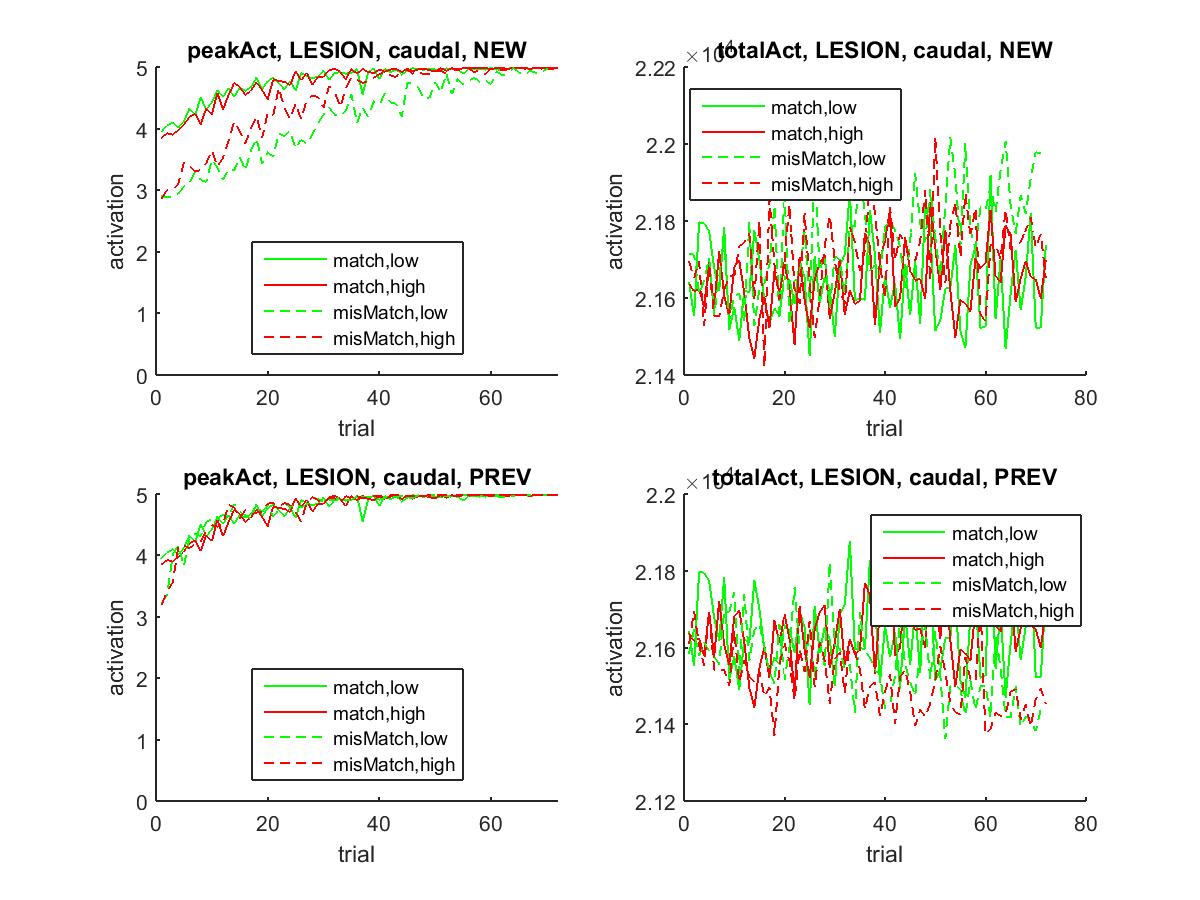 peakAct, LESION, caudal, NEW
5
4
3
2
1
0
activation
match,low
match,high
misMatch,low
misMatch,high
0 20 40 60
trial
totalAct, LESION, caudal, NEW
×10^4
2.22
2.2
2.18
2.16
2.14
activation
match,low
match,high
misMatch,low
misMatch,high
0 20 40 60 80
trial
peakAct, LESION, caudal, PREV
5
4
3
2
1
0
activation
match,low
match,high
misMatch,low
misMatch,high
0 20 40 60
trial
totalAct, LESION, caudal, PREV
×10^4
2.2
2.18
2.16
2.14
2.12
activation
match,low
match,high
misMatch,low
misMatch,high
0 20 40 60 80
trial